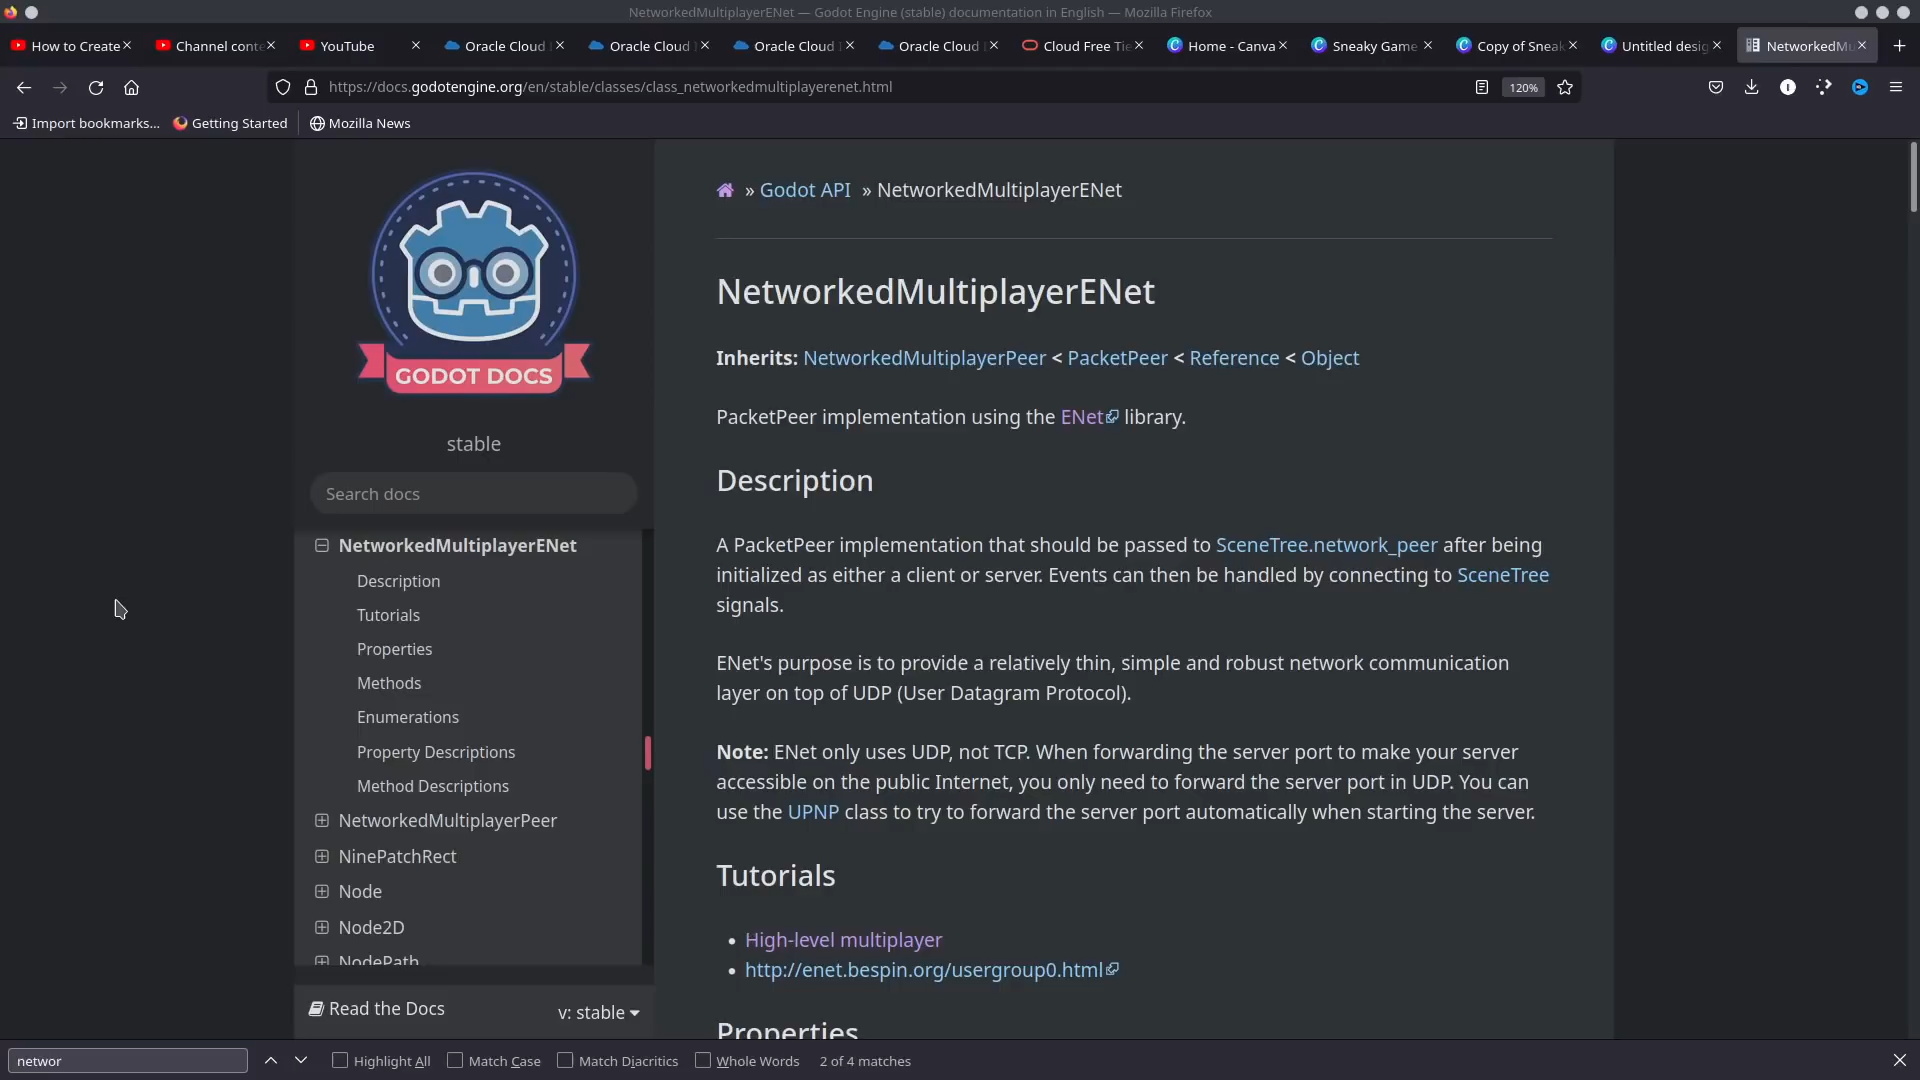 NetworkedMultiplayerENet — Godot Engine (stable) documentation in English — Mozilla Firefox
How to Create
Channel conte
YouTube
Oracle Cloud
Oracle Cloud
Oracle Cloud
Oracle Cloud
Cloud Free Tie
Home - Canva
Sneaky Game
Copy of Sneak
Untitled desig
NetworkedMu
https://docs.godotengine.org/en/stable/classes/class_networkedmultiplayerenet.html
120%
Import bookmarks...
Getting Started
Mozilla News
GODOT DOCS
stable
Search docs
NetworkedMultiplayerENet
Description
Tutorials
Properties
Methods
Enumerations
Property Descriptions
Method Descriptions
NetworkedMultiplayerPeer
NinePatchRect
Node
Node2D
NodePath
Read the Docs
v: stable
» Godot API » NetworkedMultiplayerENet
NetworkedMultiplayerENet
Inherits: NetworkedMultiplayerPeer < PacketPeer < Reference < Object
PacketPeer implementation using the ENet library.
Description
A PacketPeer implementation that should be passed to SceneTree.network_peer after being
initialized as either a client or server. Events can then be handled by connecting to SceneTree
signals.
ENet's purpose is to provide a relatively thin, simple and robust network communication
layer on top of UDP (User Datagram Protocol).
Note: ENet only uses UDP, not TCP. When forwarding the server port to make your server
accessible on the public Internet, you only need to forward the server port in UDP. You can
use the UPNP class to try to forward the server port automatically when starting the server.
Tutorials
• High-level multiplayer
• http://enet.bespin.org/usergroup0.html
Properties
networ
Highlight All
Match Case
Match Diacritics
Whole Words
2 of 4 matches